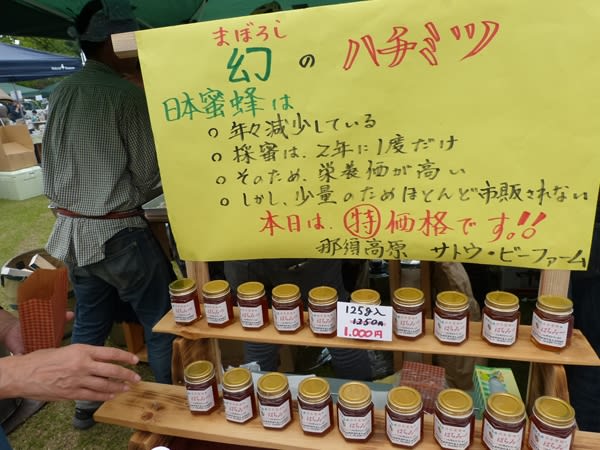 まぼろし
幻のハチミツ
日本蜜蜂は
○年々減少している
○採蜜は、2年に1度だけ
○そのため、栄養価が高い
○しかし、少量のためほとんど市販されない
本日は、特価格です!!
那須高原 サトウ・ビーファーム
125g入
1250円
1.000円
はちみつ